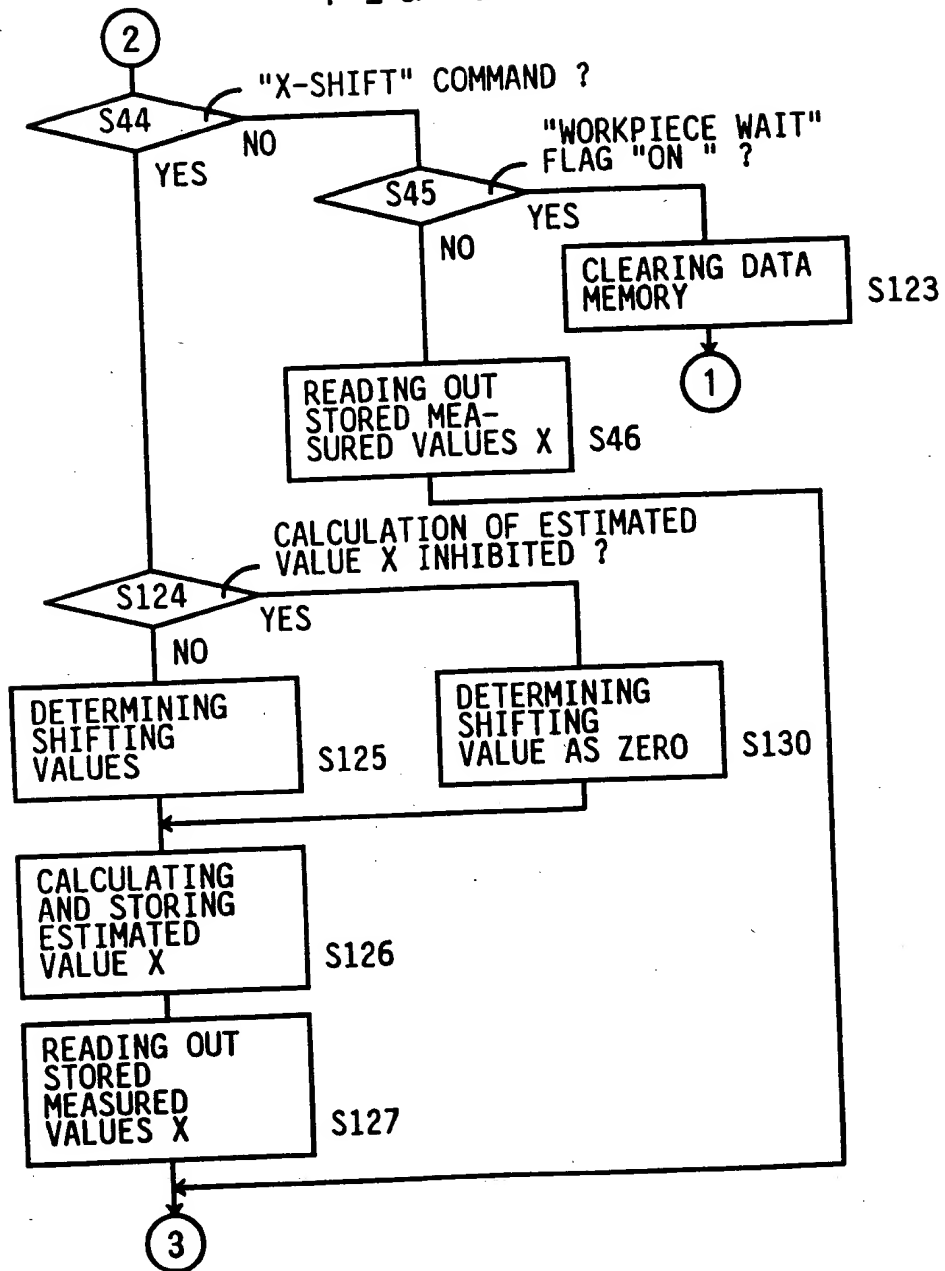 2
"X-SHIFT" COMMAND ?
S44
NO
YES
"WORKPIECE WAIT"
FLAG "ON " ?
S45
YES
NO
CLEARING DATA
MEMORY
S123
1
READING OUT
STORED MEA-
SURED VALUES X
S46
CALCULATION OF ESTIMATED
VALUE X INHIBITED ?
S124
YES
NO
DETERMINING
SHIFTING
VALUES
S125
DETERMINING
SHIFTING
VALUE AS ZERO
S130
CALCULATING
AND STORING
ESTIMATED
VALUE X
S126
READING OUT
STORED
MEASURED
VALUES X
S127
3